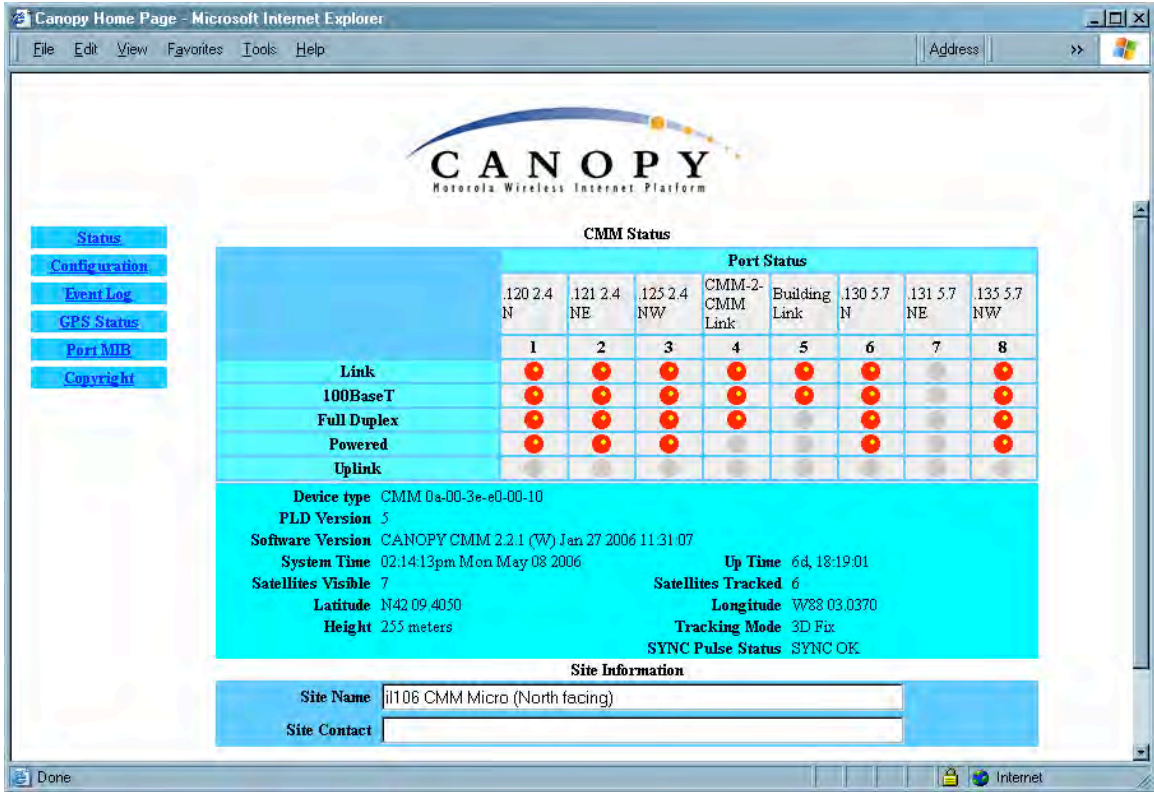 Canopy Home Page - Microsoft Internet Explorer
File Edit View Favorites Tools Help Address »
CANOPY
Motorola Wireless Internet Platform
Status
Configuration
Event Log
GPS Status
Port MIB
Copyright
CMM Status
Port Status
.120 2.4 N .121 2.4 NE .125 2.4 NW CMM-2-CMM Link Building Link .130 5.7 N .131 5.7 NE .135 5.7 NW
1 2 3 4 5 6 7 8
Link
100BaseT
Full Duplex
Powered
Uplink
Device type CMM 0a-00-3e-e0-00-10
PLD Version 5
Software Version CANOPY CMM 2.2.1 (W) Jan 27 2006 11:31:07
System Time 02:14:13pm Mon May 08 2006 Up Time 6d, 18:19:01
Satellites Visible 7 Satellites Tracked 6
Latitude N42 09.4050 Longitude W88 03.0370
Height 255 meters Tracking Mode 3D Fix
SYNC Pulse Status SYNC OK
Site Information
Site Name il106 CMM Micro (North facing)
Site Contact
Done Internet